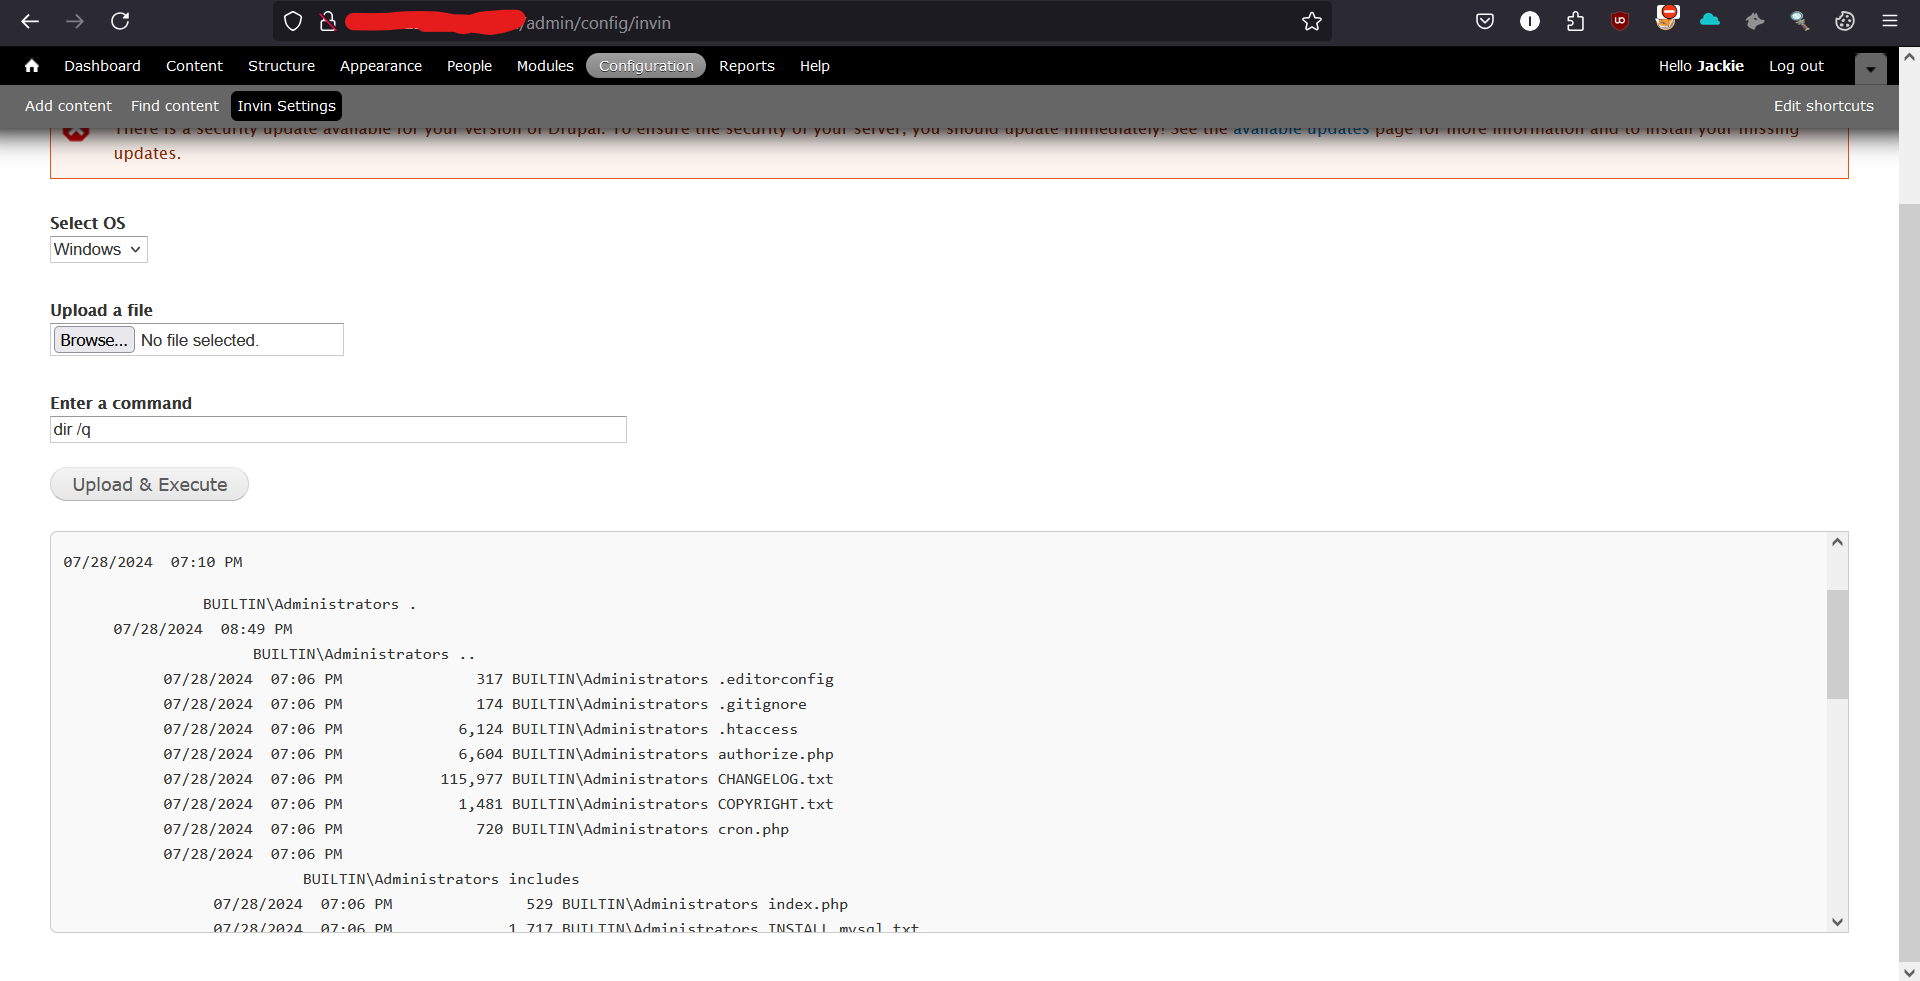 /admin/config/invin
Dashboard Content Structure Appearance People Modules Configuration Reports Help Hello Jackie Log out
Add content Find content Invin Settings Edit shortcuts
There is a security update available for your version of Drupal. To ensure the security of your server, you should update immediately! See the available updates page for more information and to install your missing
updates.
Select OS
Windows
Upload a file
Browse... No file selected.
Enter a command
dir /q
Upload & Execute
07/28/2024  07:10 PM
BUILTIN\Administrators .
07/28/2024  08:49 PM
BUILTIN\Administrators ..
07/28/2024  07:06 PM               317 BUILTIN\Administrators .editorconfig
07/28/2024  07:06 PM               174 BUILTIN\Administrators .gitignore
07/28/2024  07:06 PM             6,124 BUILTIN\Administrators .htaccess
07/28/2024  07:06 PM             6,604 BUILTIN\Administrators authorize.php
07/28/2024  07:06 PM           115,977 BUILTIN\Administrators CHANGELOG.txt
07/28/2024  07:06 PM             1,481 BUILTIN\Administrators COPYRIGHT.txt
07/28/2024  07:06 PM               720 BUILTIN\Administrators cron.php
07/28/2024  07:06 PM
BUILTIN\Administrators includes
07/28/2024  07:06 PM               529 BUILTIN\Administrators index.php
07/28/2024  07:06 PM             1,717 BUILTIN\Administrators INSTALL.mysql.txt